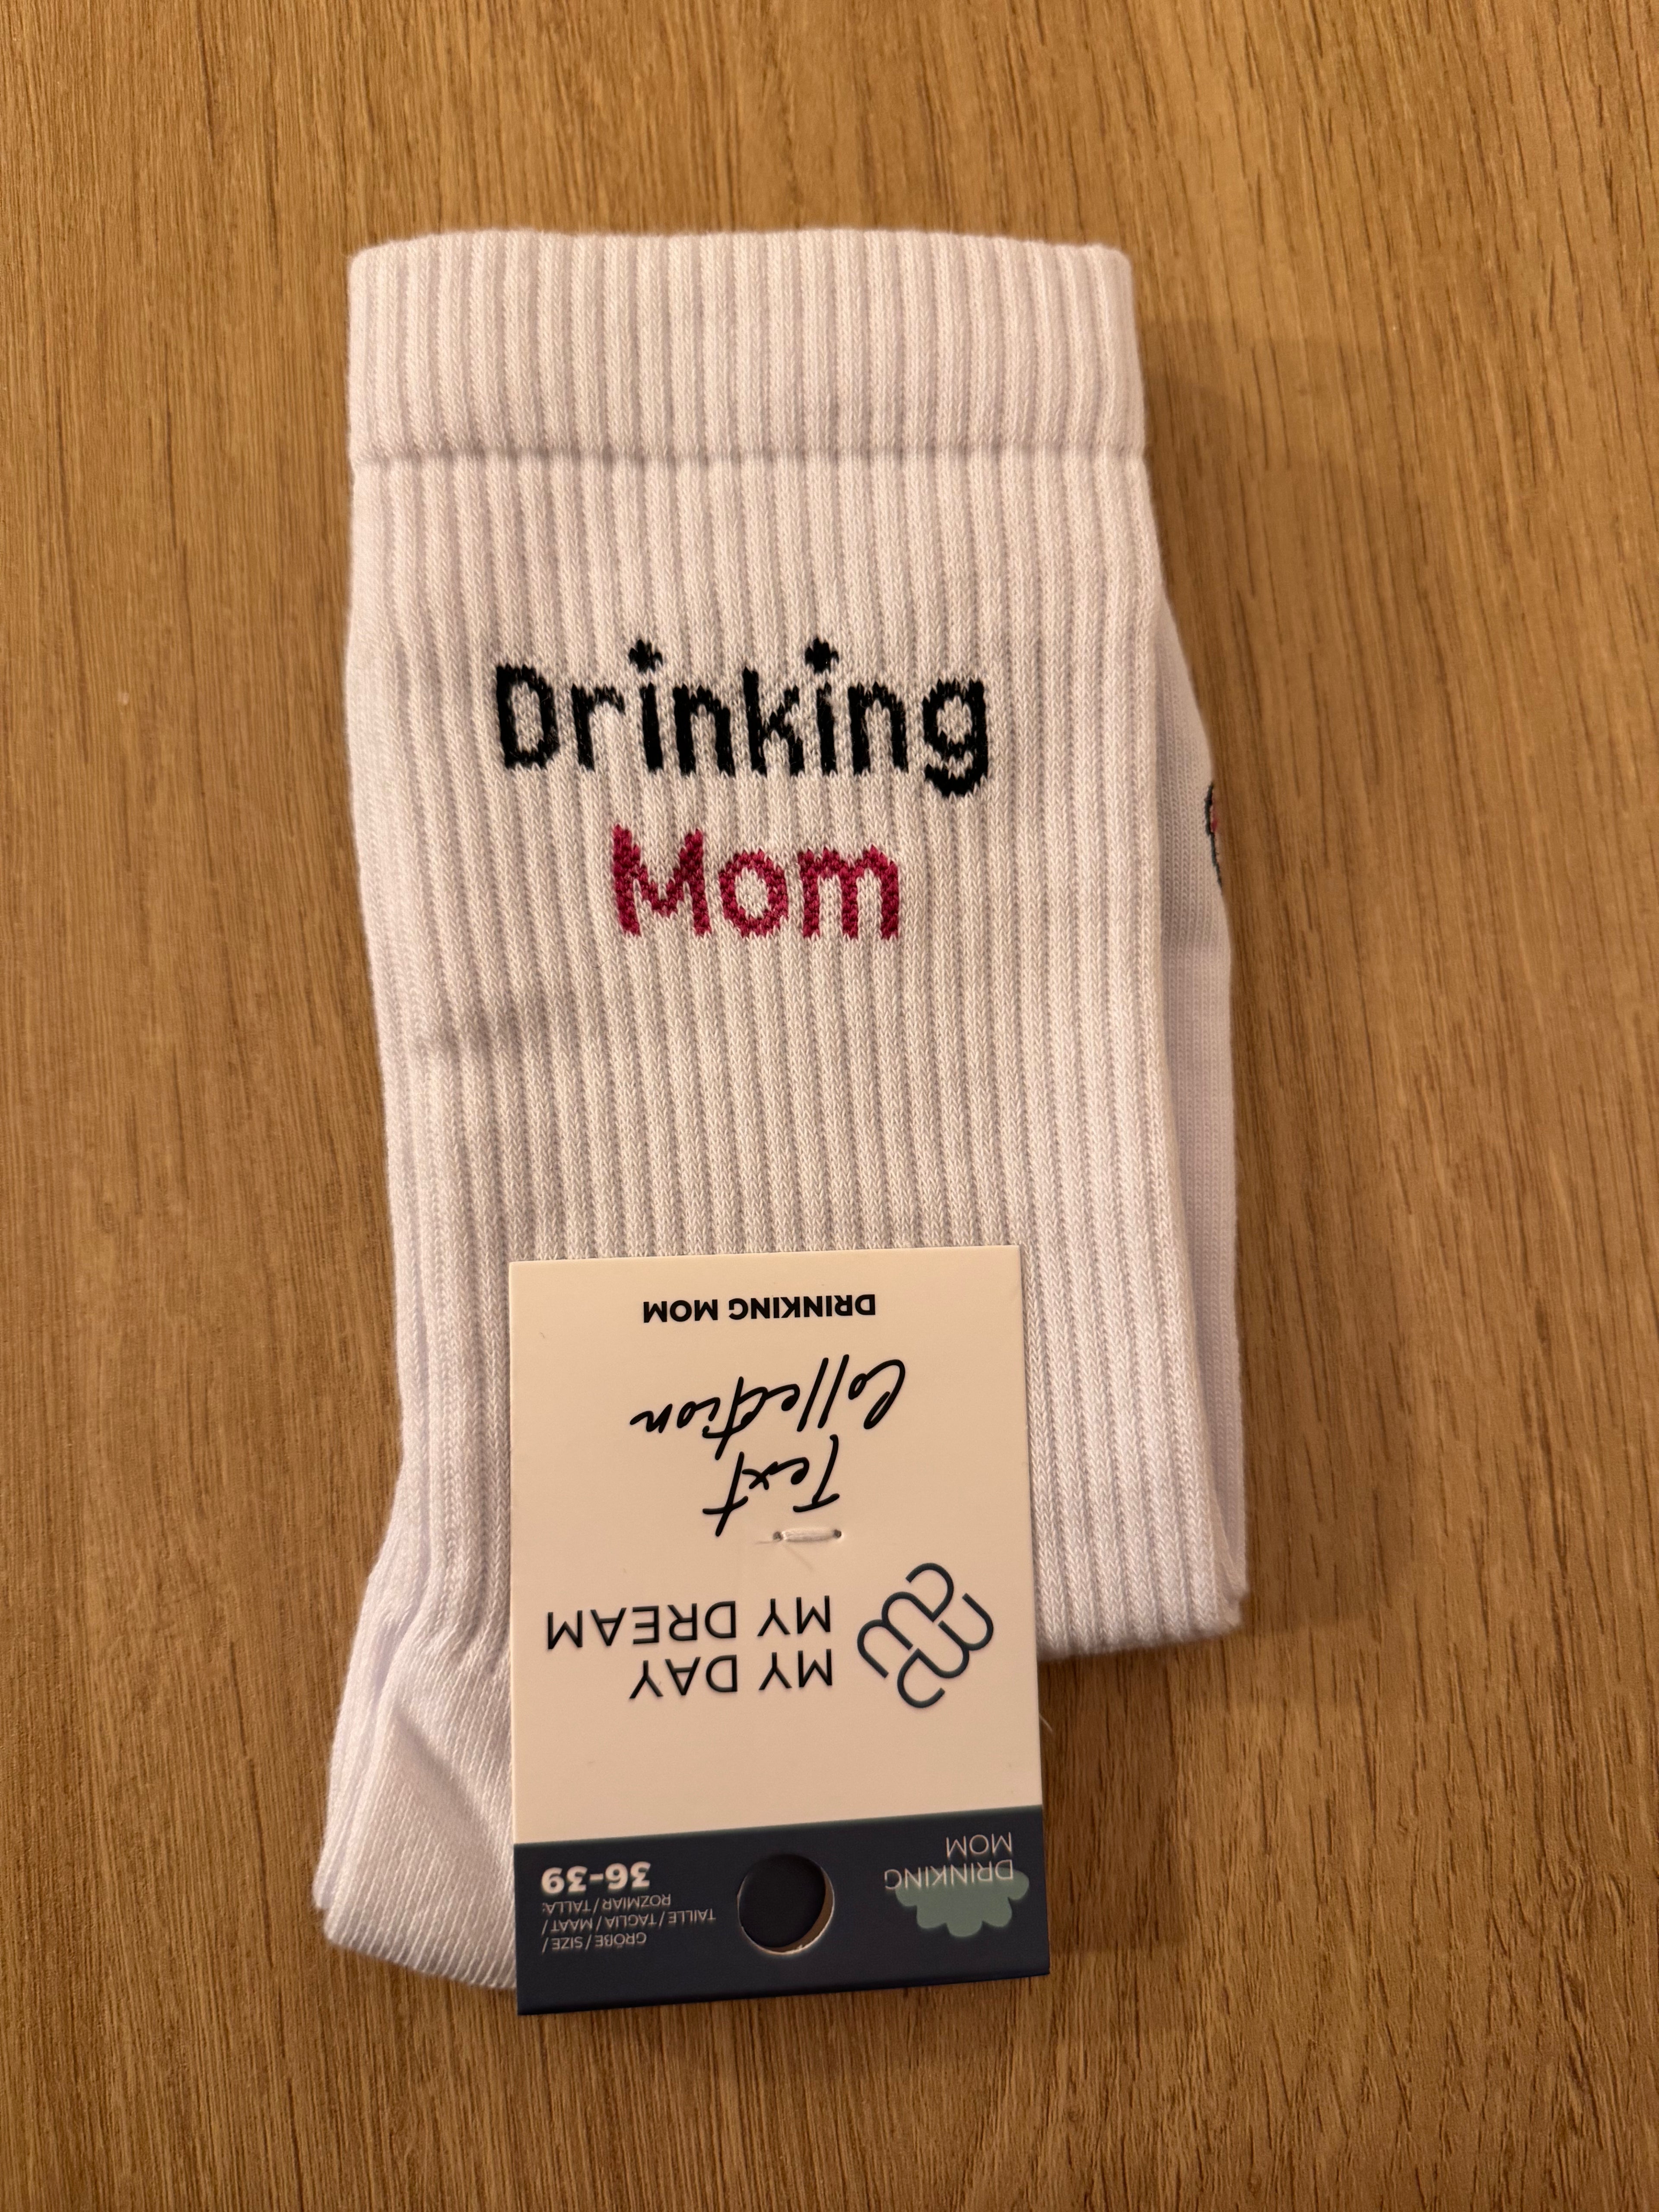 Drinking
Mom
DRINKING
MOM
GRÖßE / SIZE /
TAILLE / TAGLIA / MAAT /
ROZMIAR / TALLA:
36-39
MY DAY
MY DREAM
Text
Collection
DRINKING MOM